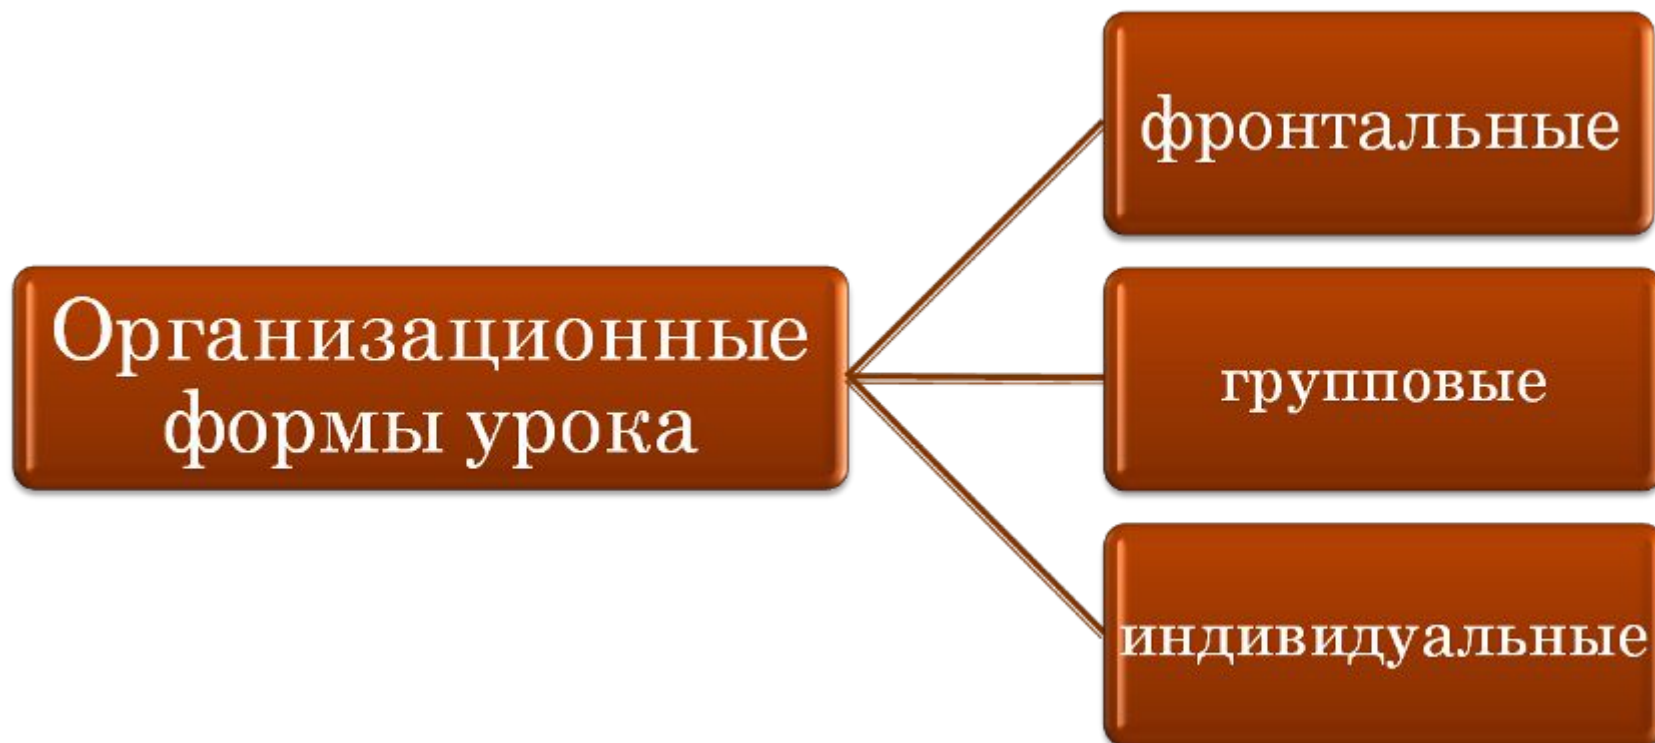 Организационные
формы урока
фронтальные
групповые
индивидуальные